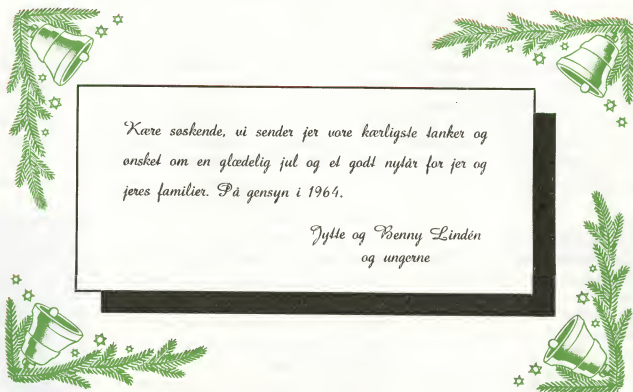 Kære søskende, vi sender jer vore kærligste tanker og
ønsket om en glædelig jul og et godt nytår for jer og
jeres familier. På gensyn i 1964.
Jytte og Benny Lindén
og ungerne